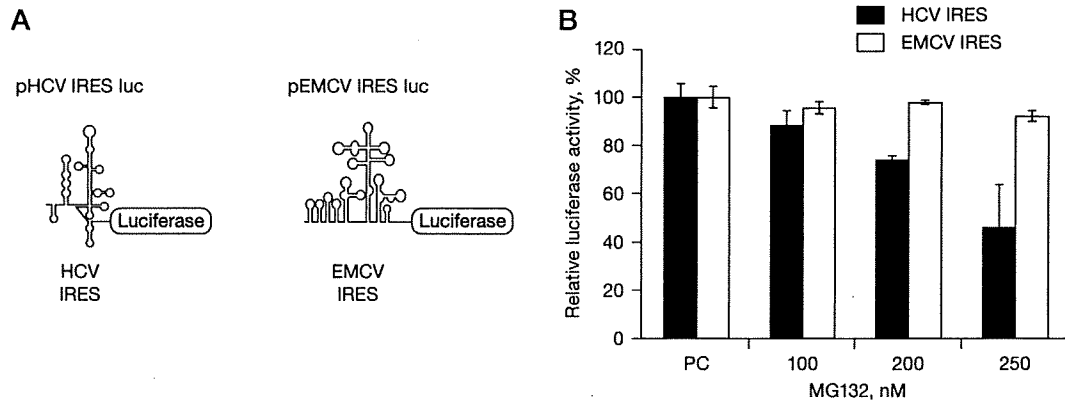 A
pHCV IRES luc
pEMCV IRES luc
Luciferase
Luciferase
HCV
IRES
EMCV
IRES
B
HCV IRES
EMCV IRES
Relative luciferase activity, %
120
100
80
60
40
20
0
PC
100
200
250
MG132, nM